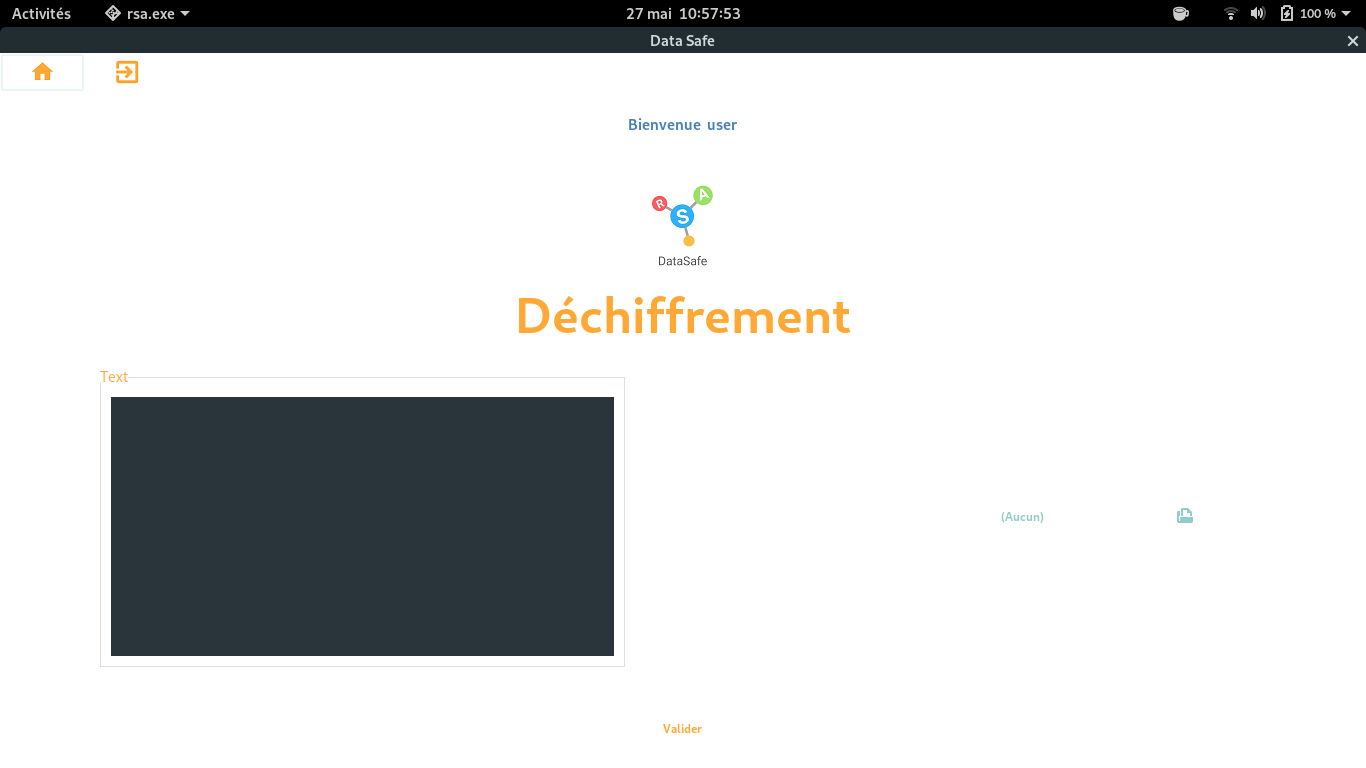 Activités rsa.exe 27 mai 10:57:53 100 %
Data Safe
Bienvenue user
R S A
DataSafe
Déchiffrement
Text
(Aucun)
Valider